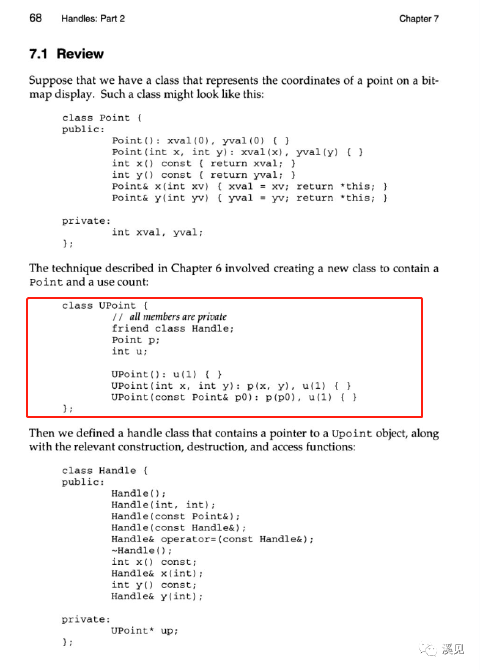 68 Handles: Part 2 Chapter 7
7.1 Review
Suppose that we have a class that represents the coordinates of a point on a bit-
map display. Such a class might look like this:
class Point {
public:
Point(): xval(0), yval(0) { }
Point(int x, int y): xval(x), yval(y) { }
int x() const { return xval; }
int y() const { return yval; }
Point& x(int xv) { xval = xv; return *this; }
Point& y(int yv) { yval = yv; return *this; }
private:
int xval, yval;
};
The technique described in Chapter 6 involved creating a new class to contain a
Point and a use count:
class UPoint {
// all members are private
friend class Handle;
Point p;
int u;
UPoint(): u(1) { }
UPoint(int x, int y): p(x, y), u(1) { }
UPoint(const Point& p0): p(p0), u(1) { }
};
Then we defined a handle class that contains a pointer to a Upoint object, along
with the relevant construction, destruction, and access functions:
class Handle {
public:
Handle();
Handle(int, int);
Handle(const Point&);
Handle(const Handle&);
Handle& operator=(const Handle&);
~Handle();
int x() const;
Handle& x(int);
int y() const;
Handle& y(int);
private:
UPoint* up;
};
溪见